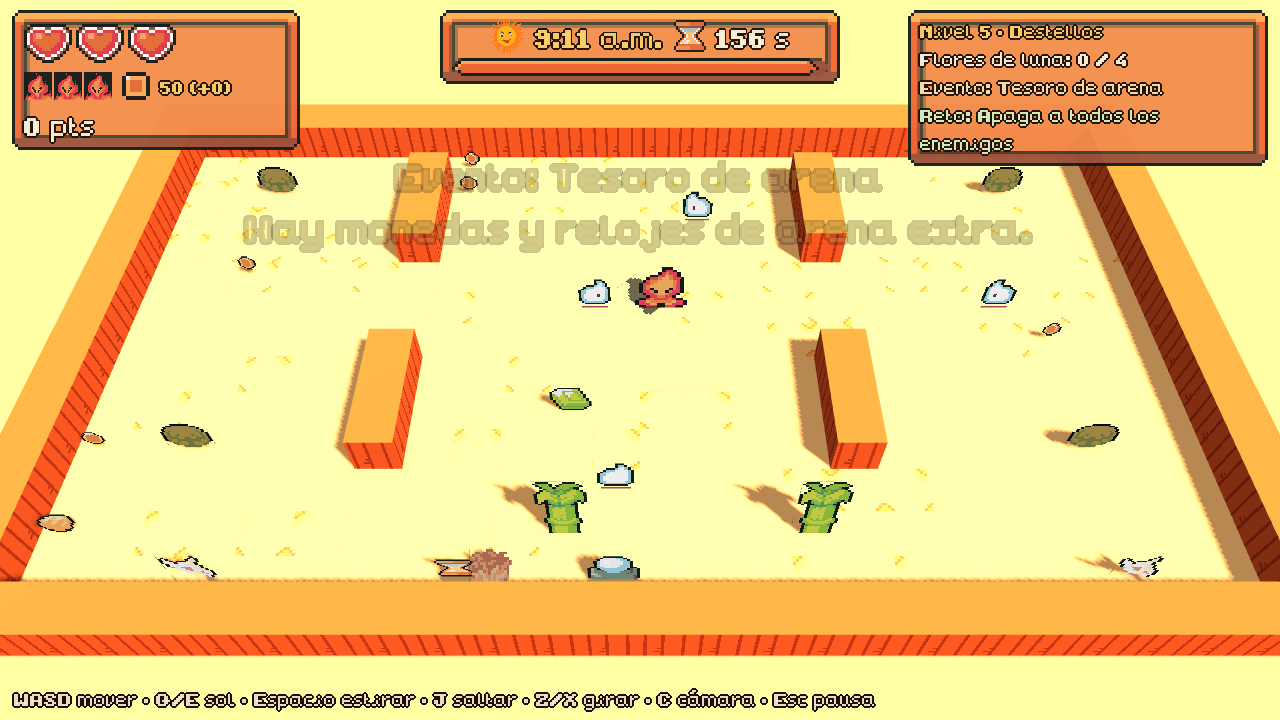 50 (+0)
0 pts
9:11 a.m. 156 s
Nivel 5 · Destellos
Flores de luna: 0 / 4
Evento: Tesoro de arena
Reto: Apaga a todos los
enemigos
Evento: Tesoro de arena
Hay monedas y relojes de arena extra.
WASD mover · Q/E sol · Espacio estirar · J saltar · Z/X girar · C cámara · Esc pausa